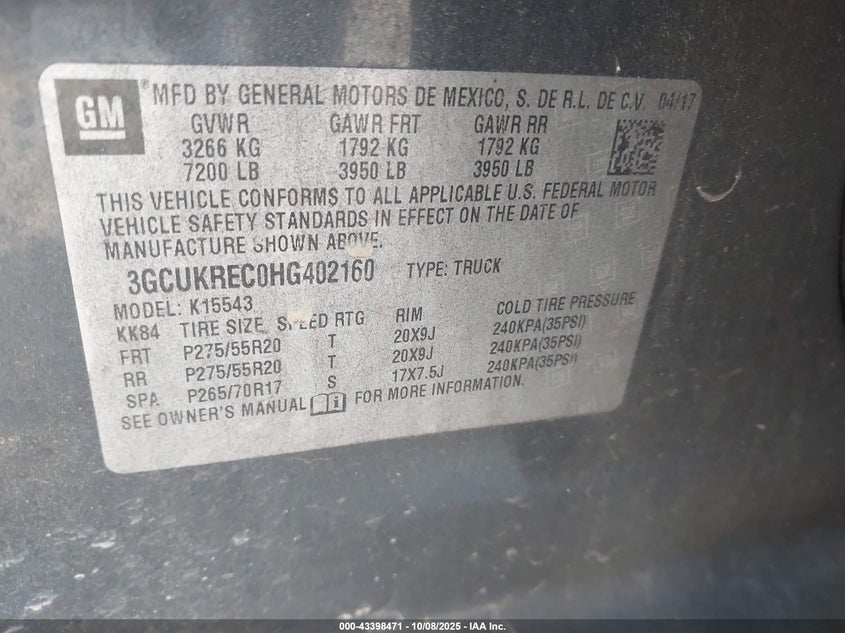 GM ® MFD BY GENERAL MOTORS DE MEXICO, S. DE R.L. DE C.V. 04/17
GVWR GAWR FRT GAWR RR
3266 KG 1792 KG 1792 KG
7200 LB 3950 LB 3950 LB
THIS VEHICLE CONFORMS TO ALL APPLICABLE U.S. FEDERAL MOTOR
VEHICLE SAFETY STANDARDS IN EFFECT ON THE DATE OF
MANUFACTURE SHOWN ABOVE.
3GCUKREC0HG402160 TYPE: TRUCK
MODEL: K15543
KK84 TIRE SIZE SPEED RTG RIM COLD TIRE PRESSURE
FRT P275/55R20 T 20X9J 240KPA(35PSI)
RR P275/55R20 T 20X9J 240KPA(35PSI)
SPA P265/70R17 S 17X7.5J 240KPA(35PSI)
SEE OWNER'S MANUAL i FOR MORE INFORMATION.
000-43398471 - 10/08/2025 - IAA Inc.